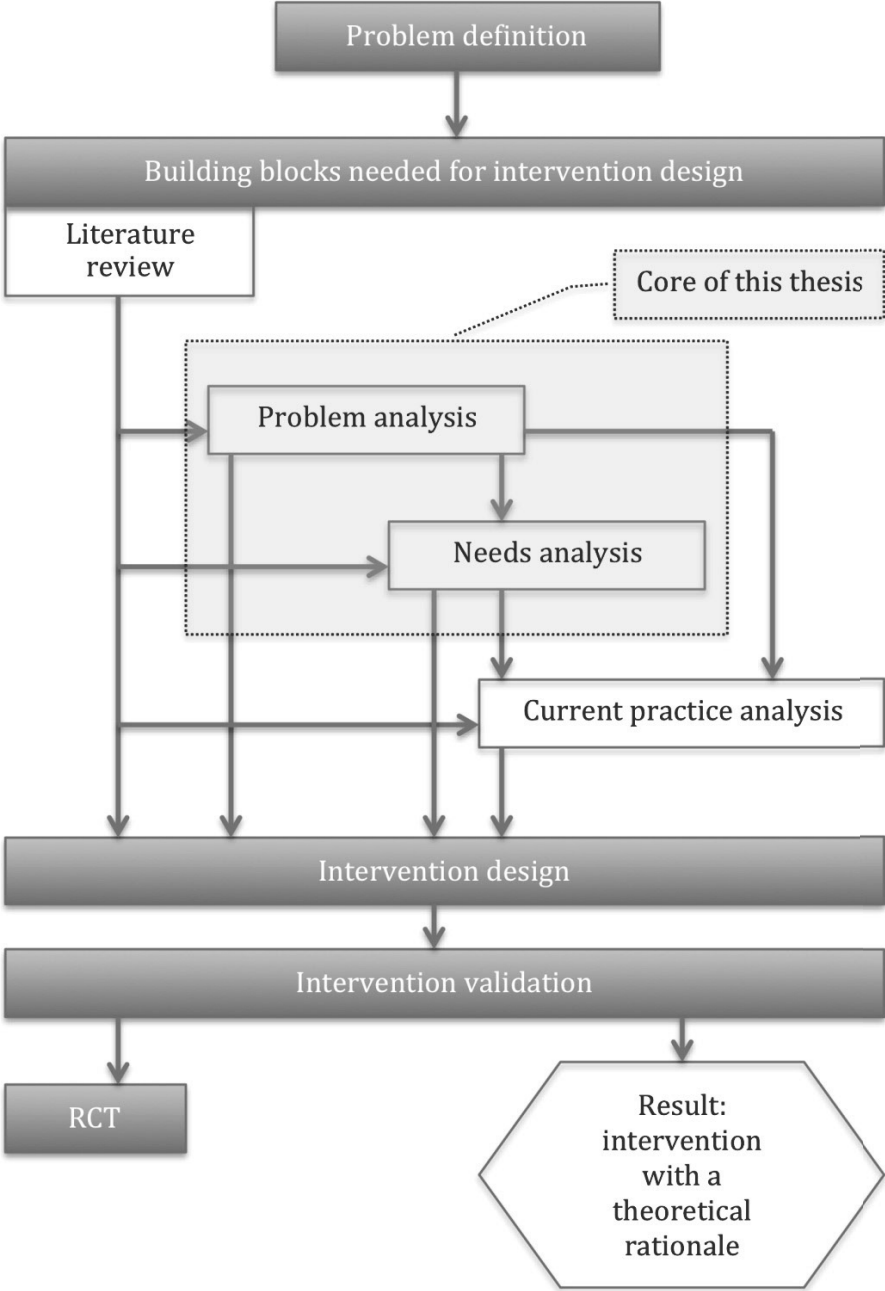 Problem definition
Building blocks needed for intervention design
Literature
review
Core of this thesis
Problem analysis
Needs analysis
Current practice analysis
Intervention design
Intervention validation
RCT
Result:
intervention
with a
theoretical
rationale